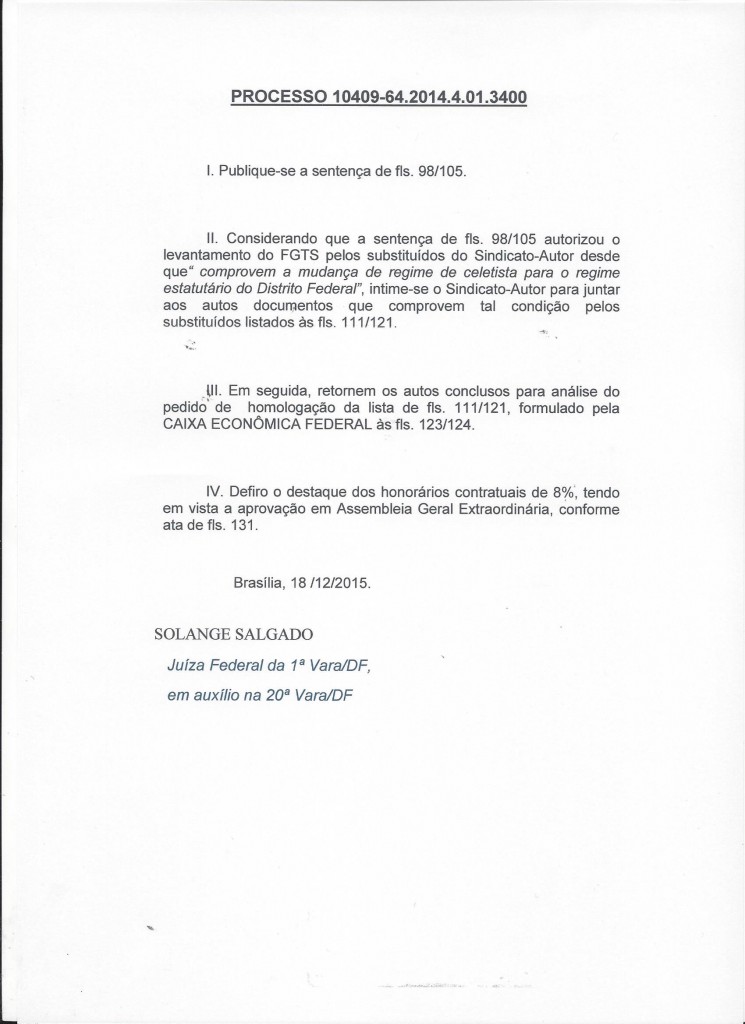 PROCESSO 10409-64.2014.4.01.3400
I. Publique-se a sentença de fls. 98/105.
II. Considerando que a sentença de fls. 98/105 autorizou o
levantamento do FGTS pelos substituídos do Sindicato-Autor desde
que“ comprovem a mudança de regime de celetista para o regime
estatutário do Distrito Federal”, intime-se o Sindicato-Autor para juntar
aos autos documentos que comprovem tal condição pelos
substituídos listados às fls. 111/121.
III. Em seguida, retornem os autos conclusos para análise do
pedido de homologação da lista de fls. 111/121, formulado pela
CAIXA ECONÔMICA FEDERAL às fls. 123/124.
IV. Defiro o destaque dos honorários contratuais de 8%, tendo
em vista a aprovação em Assembleia Geral Extraordinária, conforme
ata de fls. 131.
Brasília, 18 /12/2015.
SOLANGE SALGADO
Juíza Federal da 1ª Vara/DF,
em auxílio na 20ª Vara/DF